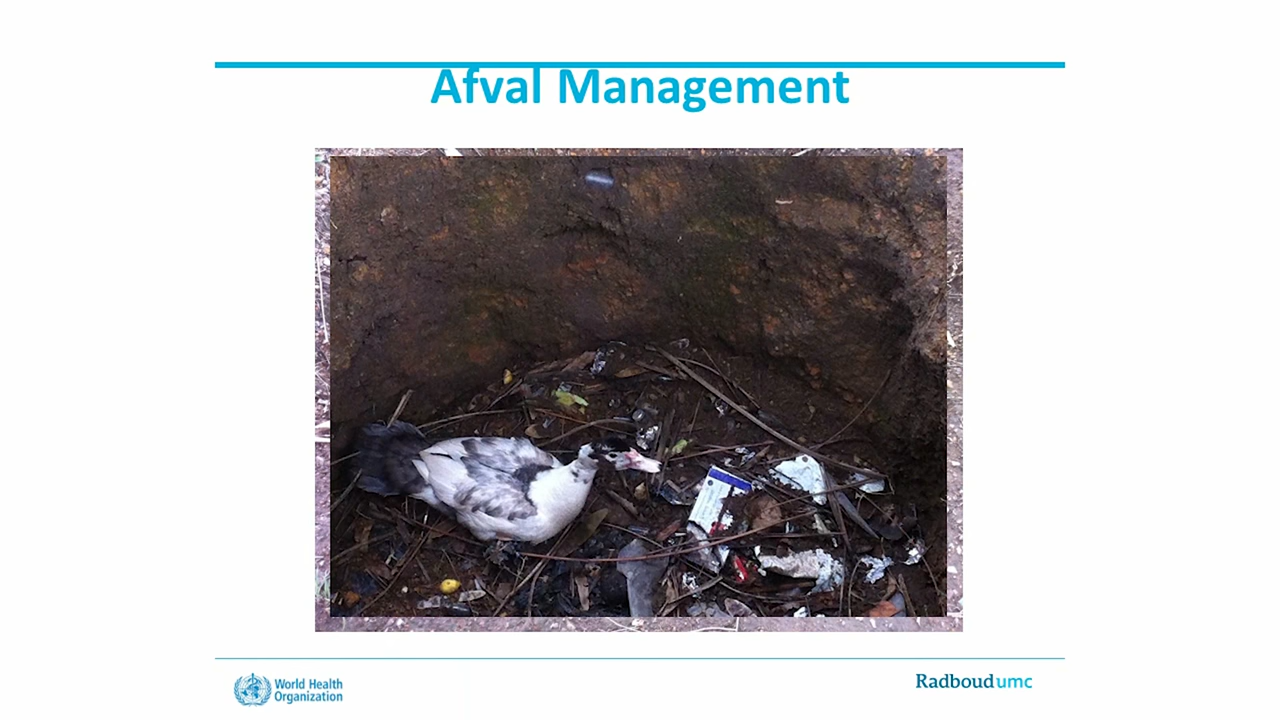 Afval Management
World Health
Organization
Radboudumc